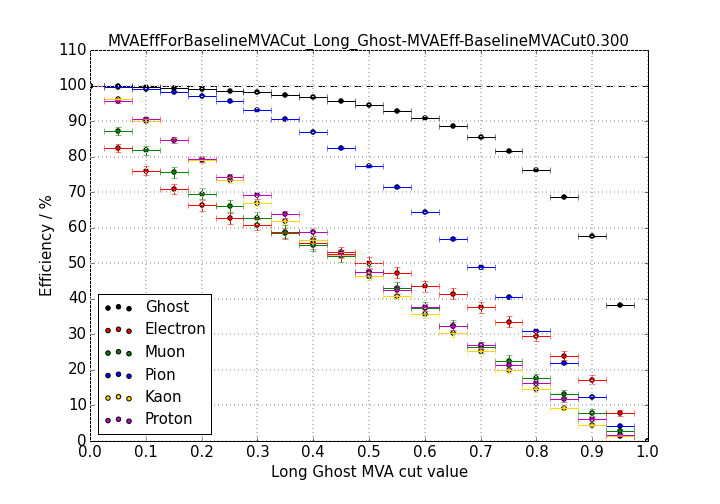 MVAEffForBaselineMVACut_Long_Ghost-MVAEff-BaselineMVACut0.300
110
100
90
80
70
60
50
40
30
20
10
0
Efficiency / %
Ghost
Electron
Muon
Pion
Kaon
Proton
0.0 0.1 0.2 0.3 0.4 0.5 0.6 0.7 0.8 0.9 1.0
Long Ghost MVA cut value